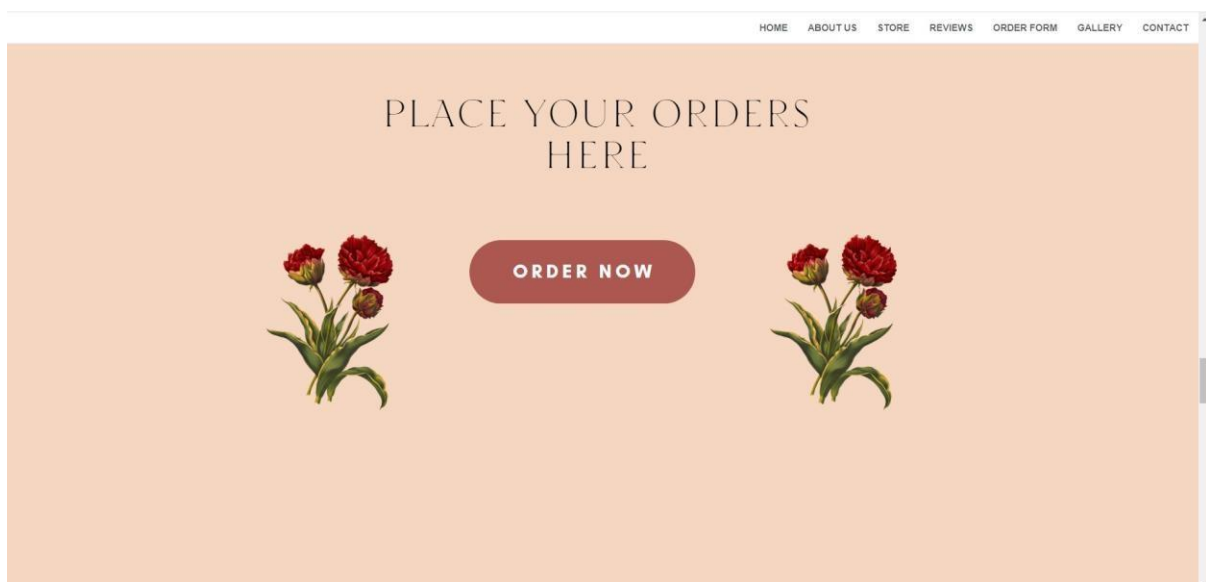 HOME ABOUT US STORE REVIEWS ORDER FORM GALLERY CONTACT
PLACE YOUR ORDERS
HERE
ORDER NOW